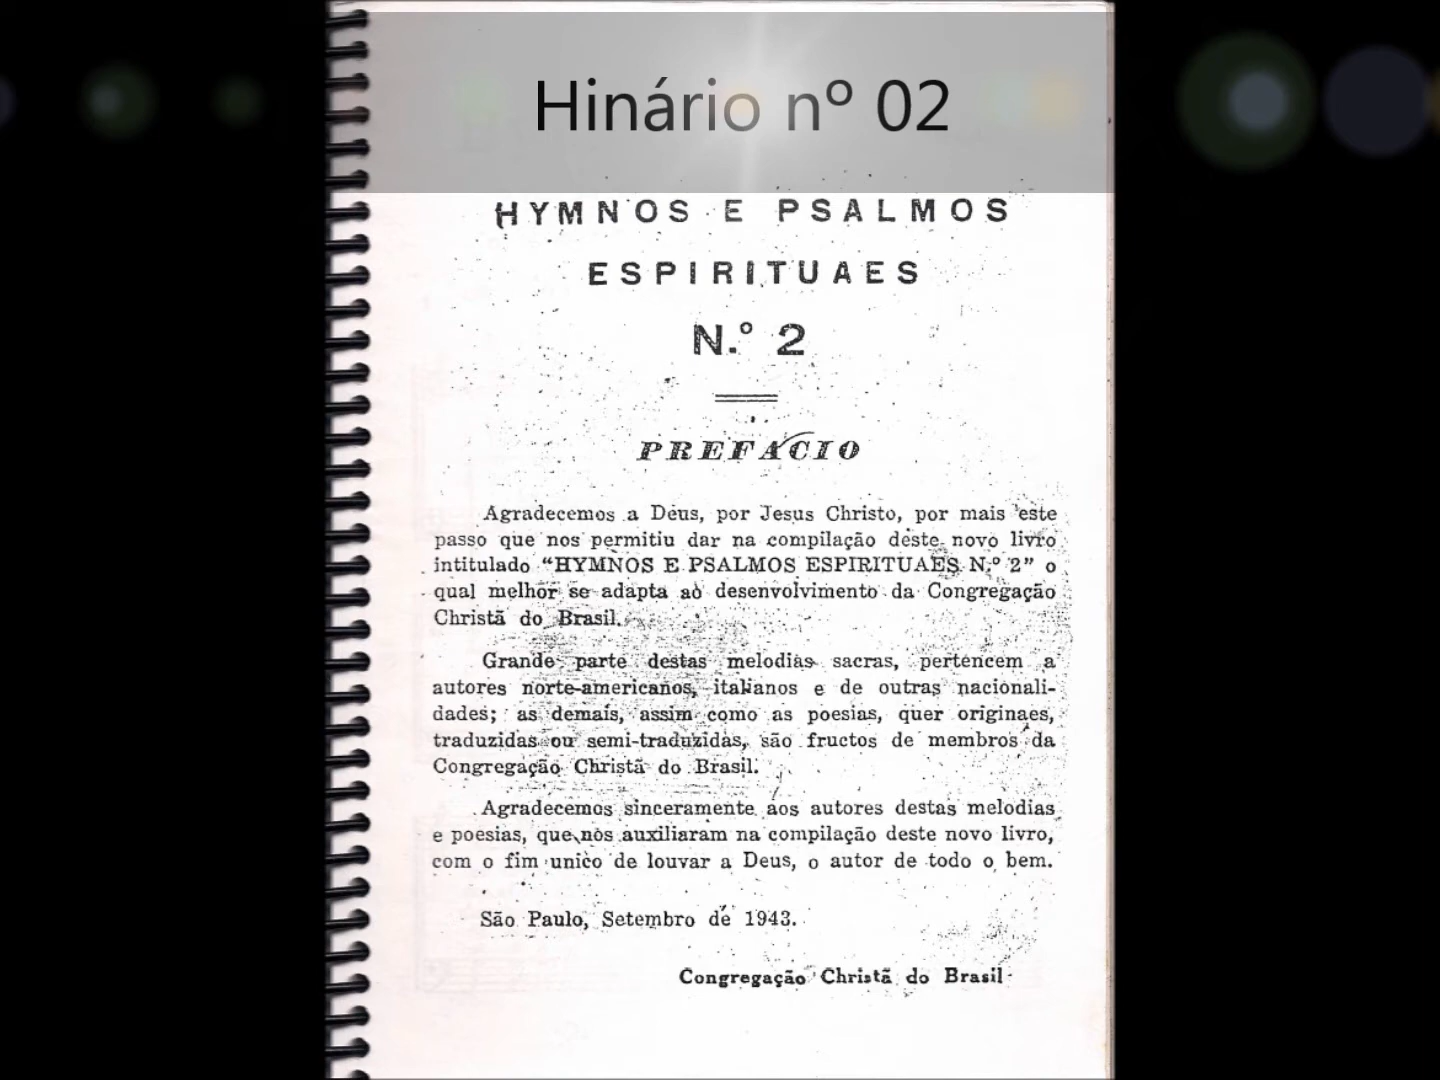 Hinário nº 02
HYMNOS E PSALMOS
ESPIRITUAES
N.º 2
PREFÁCIO
Agradecemos a Deus, por Jesus Christo, por mais este
passo que nos permitiu dar na compilação deste novo livro
intitulado “HYMNOS E PSALMOS ESPIRITUAES N.º 2” o
qual melhor se adapta ao desenvolvimento da Congregação
Christã do Brasil.
Grande parte destas melodias sacras, pertencem a
autores norte-americanos, italianos e de outras nacionali-
dades; as demais, assim como as poesias, quer originaes,
traduzidas ou semi-traduzidas, são fructos de membros da
Congregação Christã do Brasil.
Agradecemos sinceramente aos autores destas melodias
e poesias, que nos auxiliaram na compilação deste novo livro,
com o fim unico de louvar a Deus, o autor de todo o bem.
São Paulo, Setembro de 1943.
Congregação Christã do Brasil